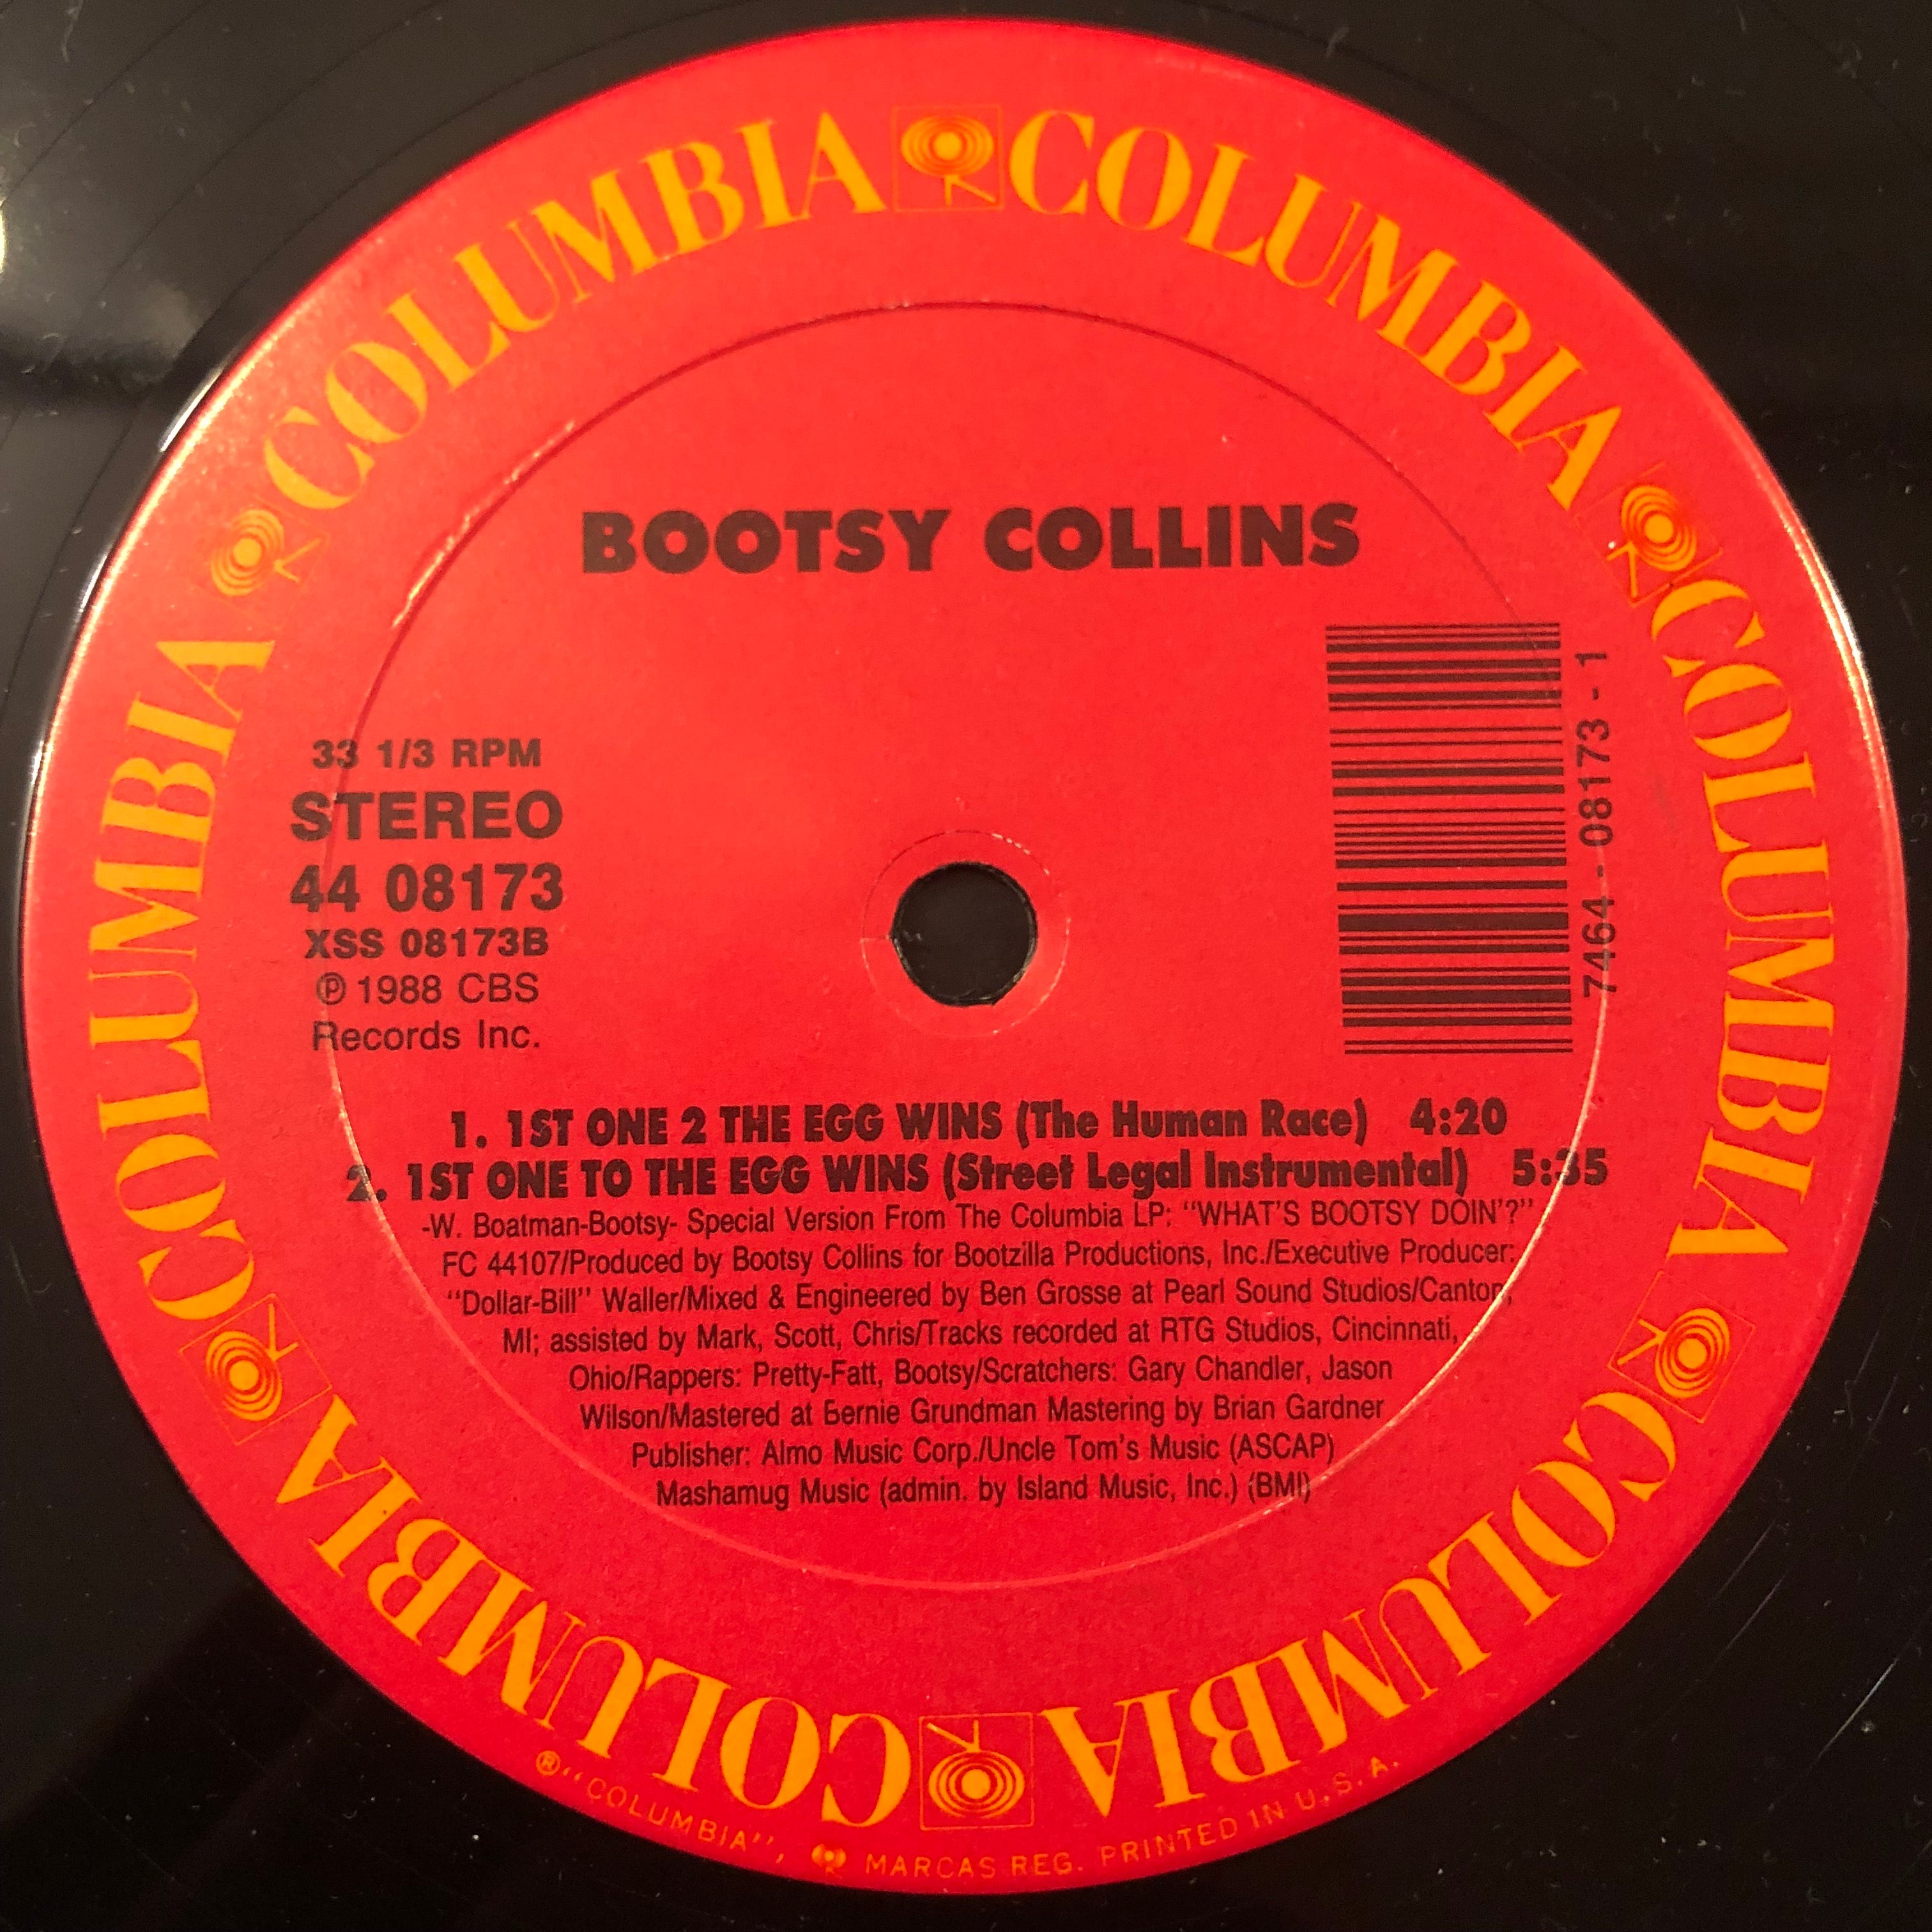 COLUMBIA COLUMBIA COLUMBIA COLUMBIA COLUMBIA COLUMBIA
BOOTSY COLLINS
33 1/3 RPM
STEREO
44 08173
XSS 08173B
℗ 1988 CBS
Records Inc.
7464 - 08173 - 1
1. 1ST ONE 2 THE EGG WINS (The Human Race) 4:20
2. 1ST ONE TO THE EGG WINS (Street Legal Instrumental) 5:35
-W. Boatman-Bootsy- Special Version From The Columbia LP: "WHAT'S BOOTSY DOIN'?"
FC 44107/Produced by Bootsy Collins for Bootzilla Productions, Inc./Executive Producer:
"Dollar-Bill" Waller/Mixed & Engineered by Ben Grosse at Pearl Sound Studios/Canton,
MI; assisted by Mark, Scott, Chris/Tracks recorded at RTG Studios, Cincinnati,
Ohio/Rappers: Pretty-Fatt, Bootsy/Scratchers: Gary Chandler, Jason
Wilson/Mastered at Bernie Grundman Mastering by Brian Gardner
Publisher: Almo Music Corp./Uncle Tom's Music (ASCAP)
Mashamug Music (admin. by Island Music, Inc.) (BMI)
® "COLUMBIA", MARCAS REG. PRINTED IN U.S.A.